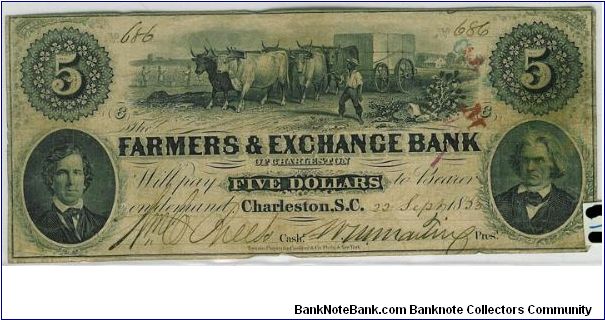 686 686
5 5
The
FARMERS & EXCHANGE BANK
OF CHARLESTON
Will pay FIVE DOLLARS to Bearer
on demand Charleston, S.C. 22 Sept. 1853
Cash. Pres.
BankNoteBank.com Banknote Collectors Community